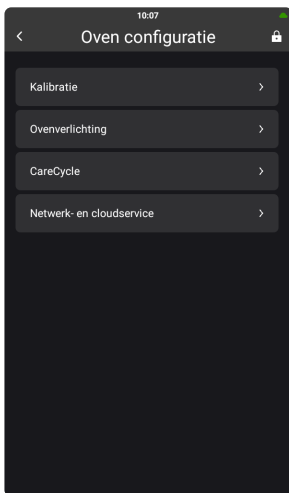 10:07
Oven configuratie
Kalibratie
Ovenverlichting
CareCycle
Netwerk- en cloudservice